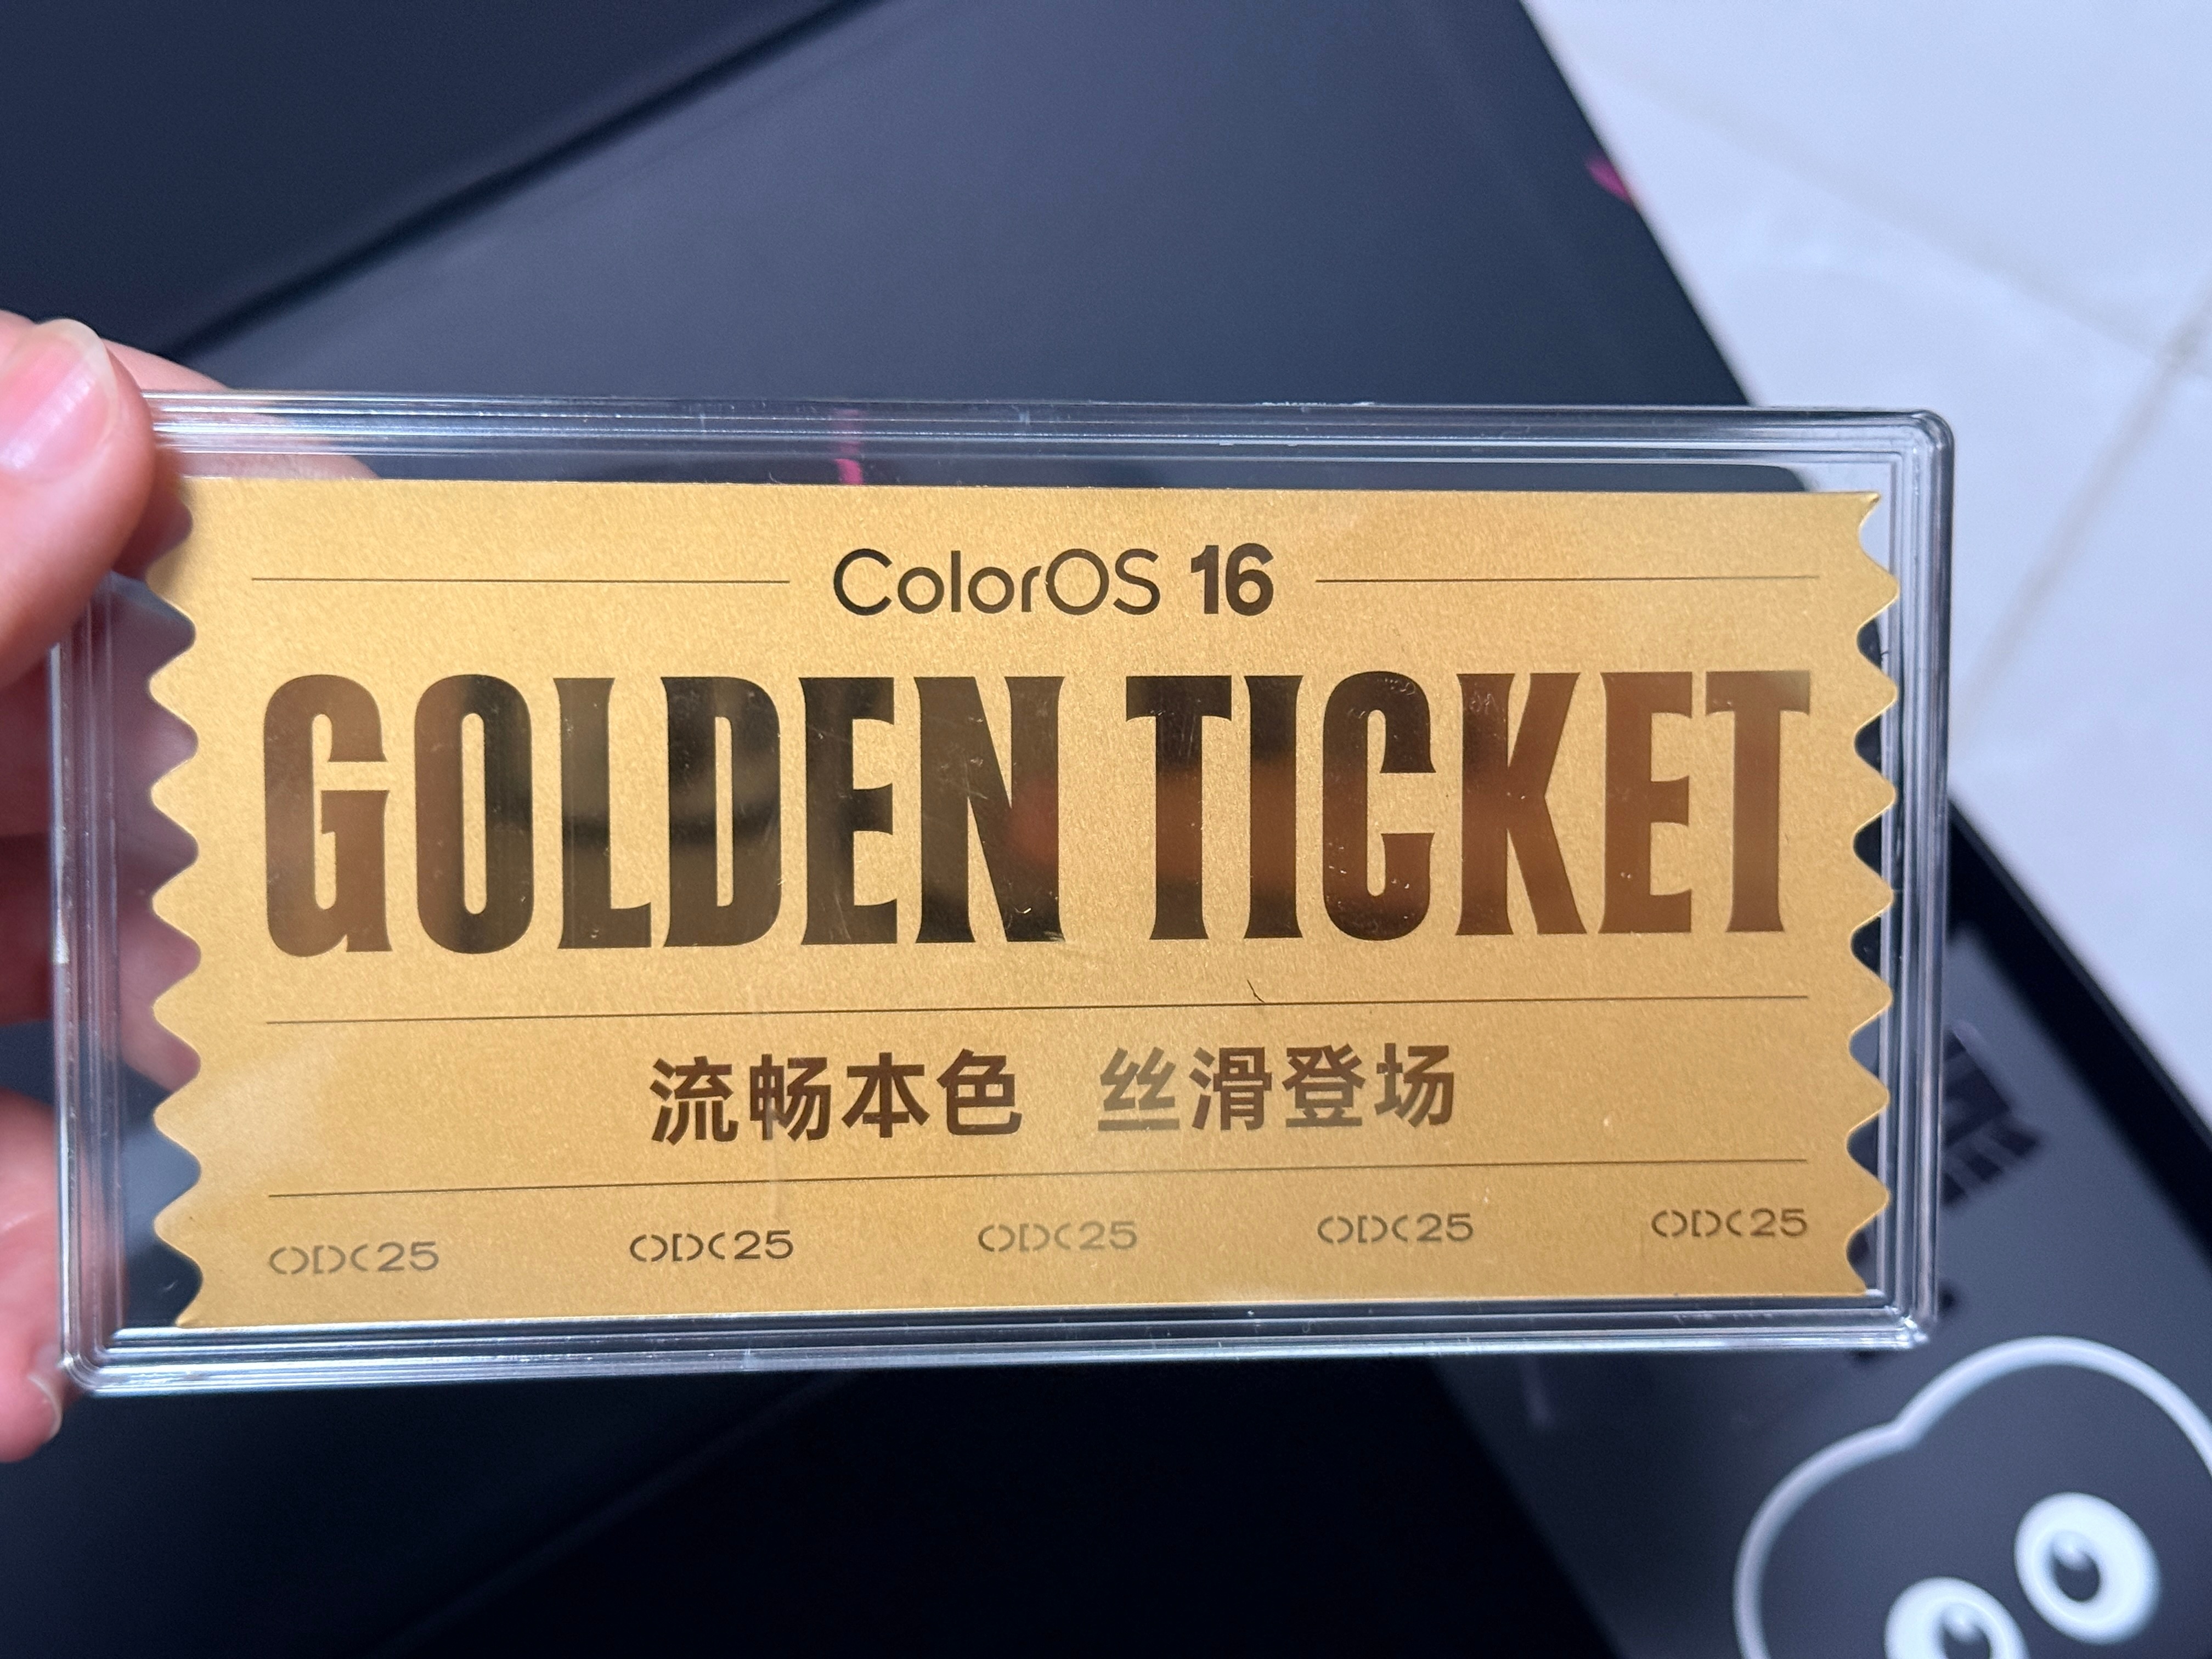 ColorOS 16
GOLDEN TICKET
流畅本色 丝滑登场
ODC25 ODC25 ODC25 ODC25 ODC25